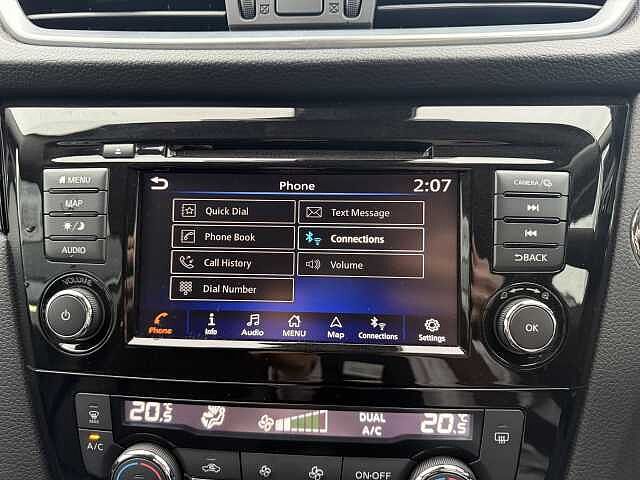 MENU
MAP
AUDIO
VOLUME
Phone 2:07
Quick Dial
Text Message
Phone Book
Connections
Call History
Volume
Dial Number
Phone
Info
Audio
MENU
Map
Connections
Settings
CAMERA/
BACK
OK
20.5°C
DUAL
A/C
20.5°C
MAX
A/C
ON·OFF